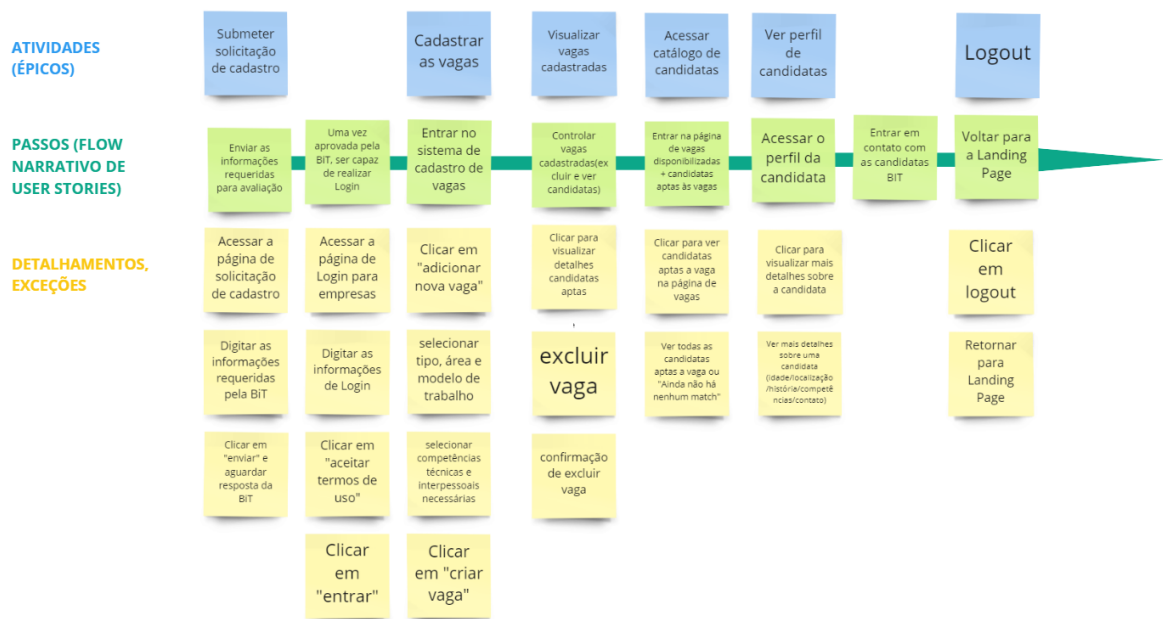 ATIVIDADES
(ÉPICOS)
Submeter
solicitação
de cadastro
Cadastrar
as vagas
Visualizar
vagas
cadastradas
Acessar
catálogo de
candidatas
Ver perfil
de
candidatas
Logout
PASSOS (FLOW
NARRATIVO DE
USER STORIES)
Enviar as
informações
requeridas
para avaliação
Uma vez
aprovada pela
BiT, ser capaz
de realizar
Login
Entrar no
sistema de
cadastro de
vagas
Controlar
vagas
cadastradas(ex
cluir e ver
candidatas)
Entrar na página
de vagas
disponibilizadas
+ candidatas
aptas às vagas
Acessar o
perfil da
candidata
Entrar em
contato com
as candidatas
BIT
Voltar para
a Landing
Page
DETALHAMENTOS,
EXCEÇÕES
Acessar a
página de
solicitação
de cadastro
Acessar a
página de
Login para
empresas
Clicar em
"adicionar
nova vaga"
Clicar para
visualizar
detalhes
candidatas
aptas
Clicar para ver
candidatas
aptas a vaga
na página de
vagas
Clicar para
visualizar mais
detalhes sobre
a candidata
Clicar
em
logout
Digitar as
informações
requeridas
pela BiT
Digitar as
informações
de Login
selecionar
tipo, área e
modelo de
trabalho
excluir
vaga
Ver todas as
candidatas
aptas a vaga ou
"Ainda não há
nenhum match"
Ver mais detalhes
sobre uma
candidata
(idade/localização
/história/competê
ncias/contato)
Retornar
para
Landing
Page
Clicar em
"enviar" e
aguardar
resposta da
BiT
Clicar em
"aceitar
termos de
uso"
selecionar
competências
técnicas e
interpessoais
necessárias
confirmação
de excluir
vaga
Clicar
em
"entrar"
Clicar
em "criar
vaga"